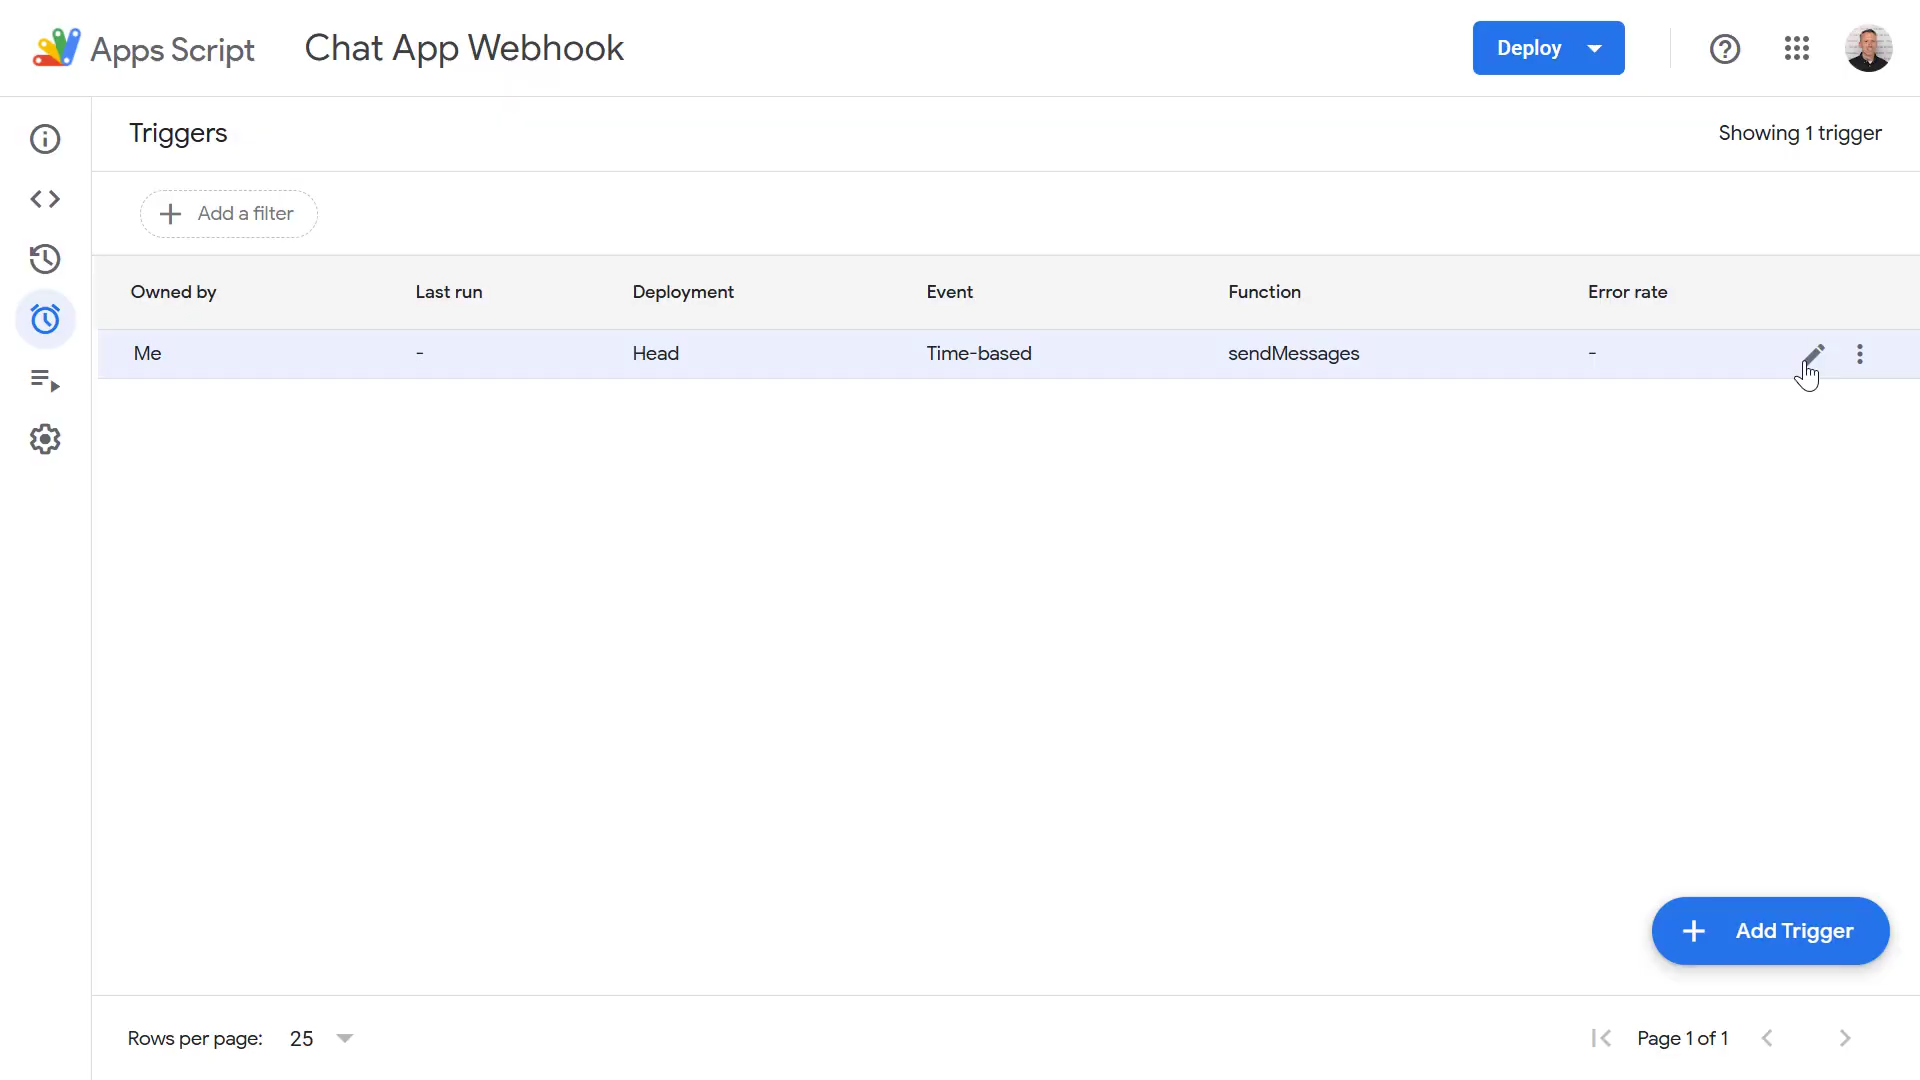 Apps Script
Chat App Webhook
Deploy
Triggers
Showing 1 trigger
Add a filter
Owned by Last run Deployment Event Function Error rate
Me - Head Time-based sendMessages -
Add Trigger
Rows per page: 25
Page 1 of 1